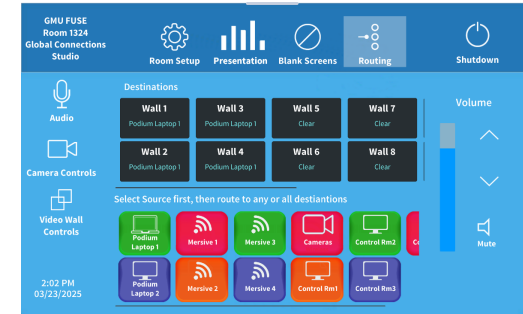 GMU FUSE
Room 1324
Global Connections
Studio
Room Setup
Presentation
Blank Screens
Routing
Shutdown
Audio
Camera Controls
Video Wall
Controls
2:02 PM
03/23/2025
Destinations
Wall 1
Podium Laptop 1
Wall 3
Podium Laptop 1
Wall 5
Clear
Wall 7
Clear
Wall 2
Podium Laptop 1
Wall 4
Podium Laptop 1
Wall 6
Clear
Wall 8
Clear
Select Source first, then route to any or all destiantions
Podium
Laptop 1
Mersive 1
Mersive 3
Cameras
Control Rm2
Podium
Laptop 2
Mersive 2
Mersive 4
Control Rm1
Control Rm3
Volume
Mute